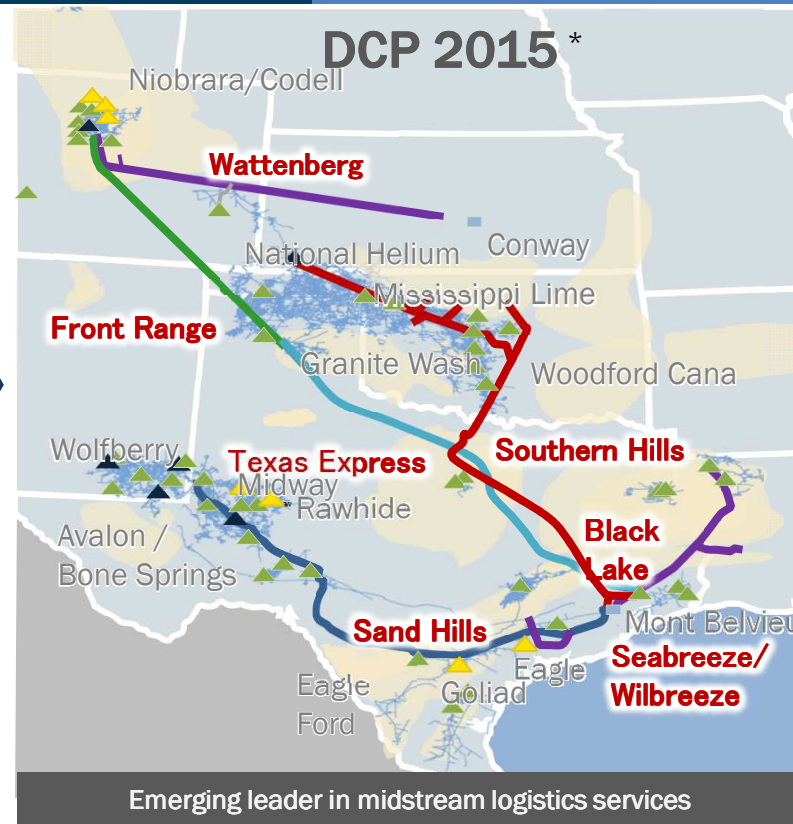 DCP 2015 *
Niobrara/Codell
Wattenberg
National Helium
Conway
Mississippi Lime
Front Range
Granite Wash
Woodford Cana
Wolfberry
Texas Express
Southern Hills
Midway
Rawhide
Avalon /
Bone Springs
Black
Lake
Sand Hills
Mont Belvieu
Eagle
Seabreeze/
Wilbreeze
Eagle
Ford
Goliad
Emerging leader in midstream logistics services